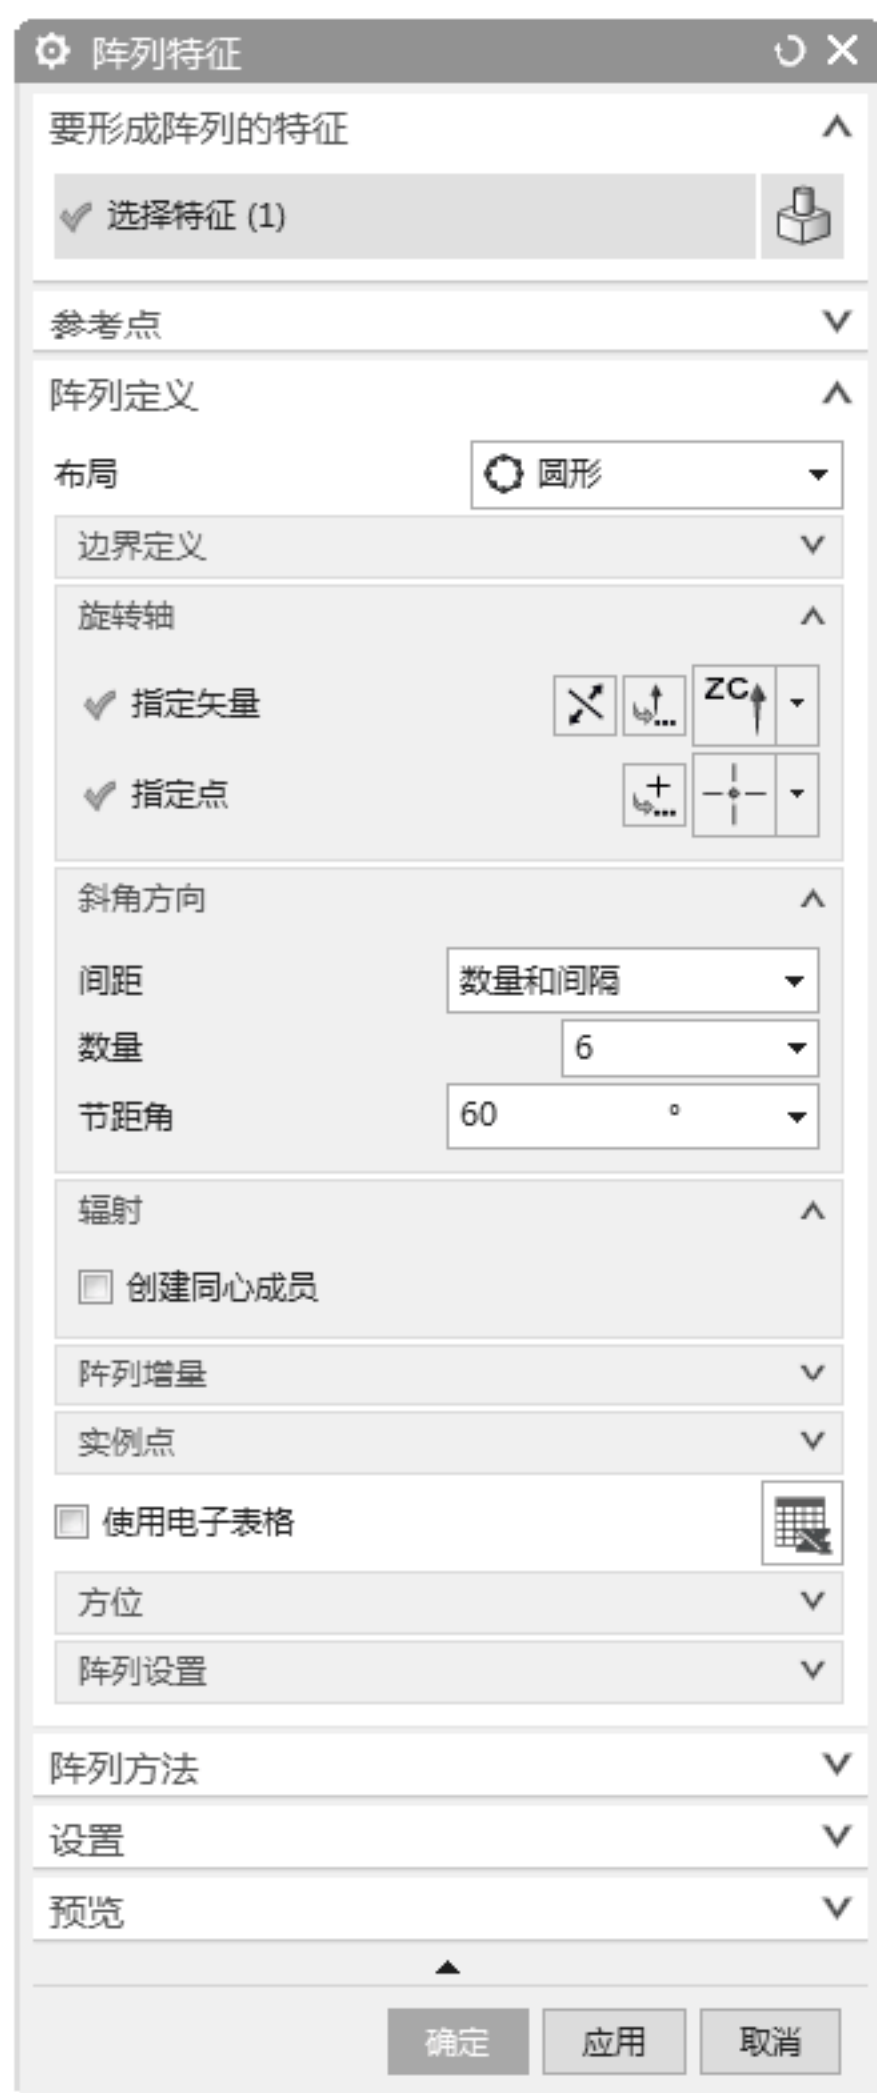 阵列特征
要形成阵列的特征
选择特征 (1)
参考点
阵列定义
布局 圆形
边界定义
旋转轴
指定矢量 ZC
指定点
斜角方向
间距 数量和间隔
数量 6
节距角 60 °
辐射
创建同心成员
阵列增量
实例点
使用电子表格
方位
阵列设置
阵列方法
设置
预览
确定 应用 取消